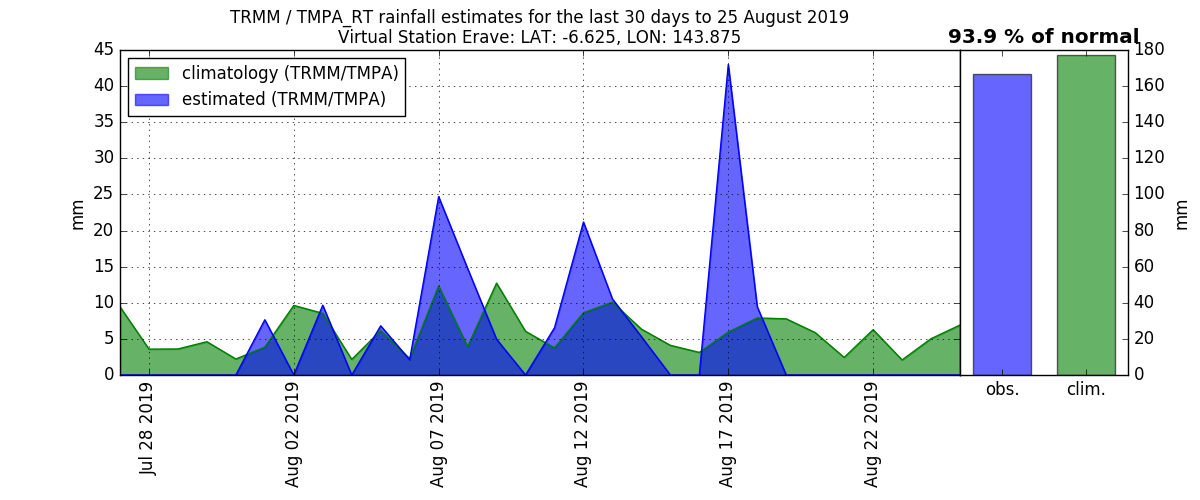 TRMM / TMPA_RT rainfall estimates for the last 30 days to 25 August 2019
Virtual Station Erave: LAT: -6.625, LON: 143.875
93.9 % of normal
climatology (TRMM/TMPA)
estimated (TRMM/TMPA)
mm
45
40
35
30
25
20
15
10
5
0
Jul 28 2019
Aug 02 2019
Aug 07 2019
Aug 12 2019
Aug 17 2019
Aug 22 2019
obs.
clim.
180
160
140
120
100
80
60
40
20
0
mm